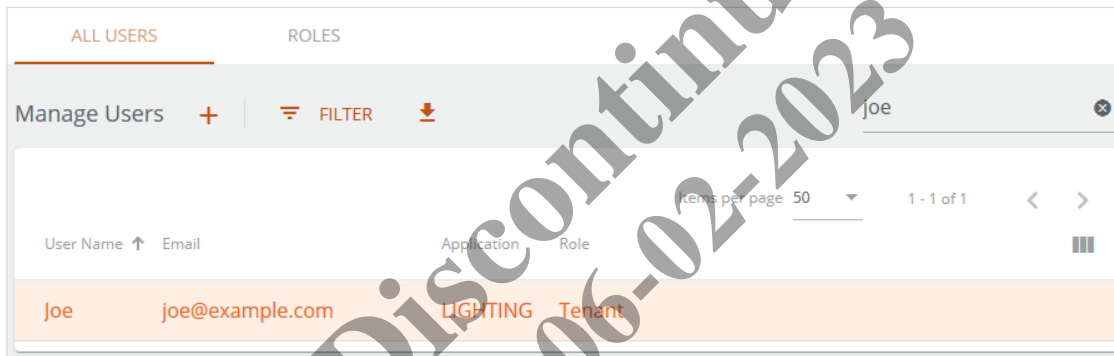 ALL USERS ROLES
Manage Users + FILTER joe
Items per page 50 1 - 1 of 1
User Name Email Application Role
Joe joe@example.com LIGHTING Tenant
06-02-2023